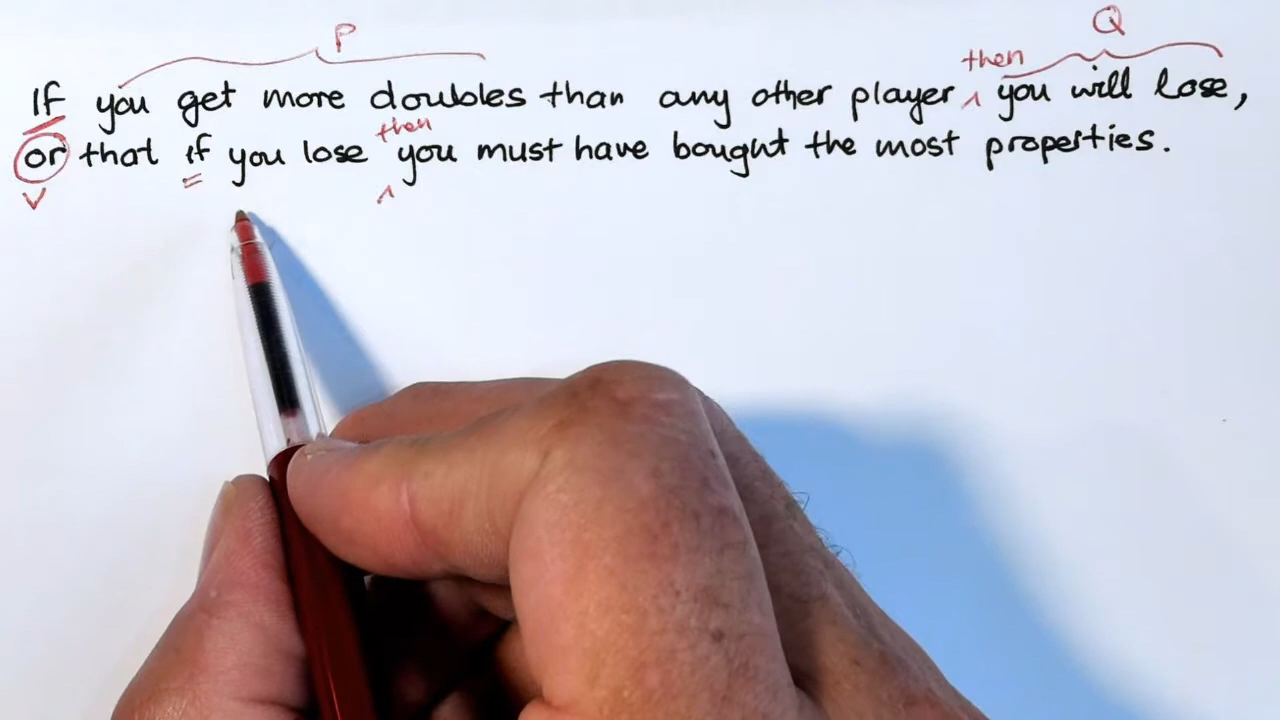 P Q
then
If you get more doubles than any other player ∧ you will lose,
then
or that if you lose ∧ you must have bought the most properties.
∨